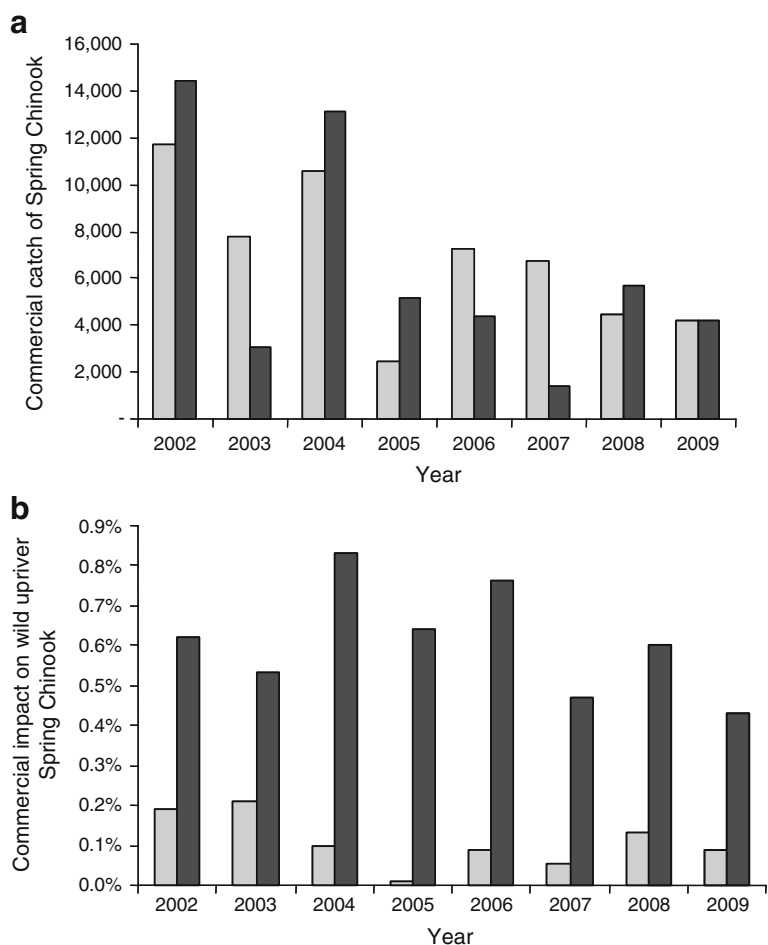 a
Commercial catch of Spring Chinook
16,000
14,000
12,000
10,000
8,000
6,000
4,000
2,000
-
2002 2003 2004 2005 2006 2007 2008 2009
Year
b
Commercial impact on wild upriver
Spring Chinook
0.9%
0.8%
0.7%
0.6%
0.5%
0.4%
0.3%
0.2%
0.1%
0.0%
2002 2003 2004 2005 2006 2007 2008 2009
Year